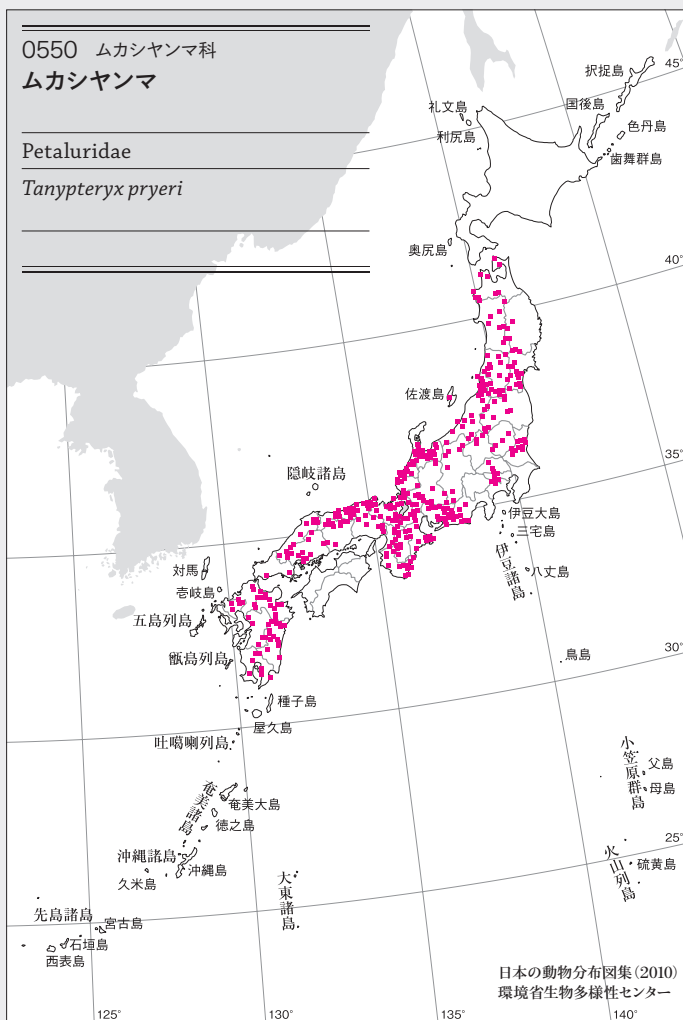 0550 ムカシヤンマ科
ムカシヤンマ
Petaluridae
Tanypteryx pryeri
45°
択捉島
国後島
礼文島
色丹島
利尻島
歯舞群島
奥尻島
40°
佐渡島
35°
隠岐諸島
伊豆大島
三宅島
伊豆諸島
八丈島
対馬
壱岐島
五島列島
甑島列島
鳥島
30°
種子島
屋久島
吐噶喇列島
小笠原群島
父島
母島
奄美諸島
奄美大島
徳之島
25°
沖縄諸島
沖縄島
久米島
火山列島
硫黄島
大東諸島
先島諸島
宮古島
石垣島
西表島
日本の動物分布図集(2010)
環境省生物多様性センター
125°
130°
135°
140°